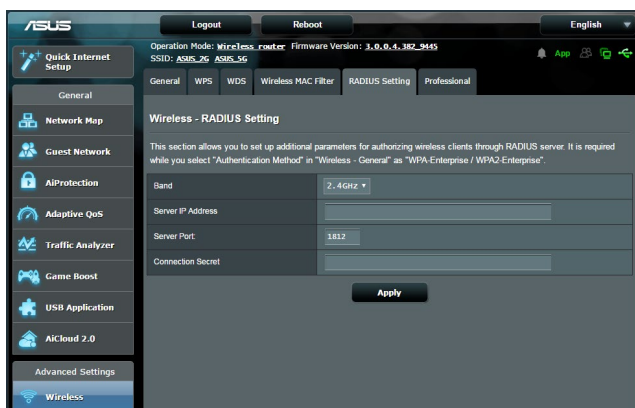 ASUS
Logout
Reboot
English
Operation Mode: Wireless router Firmware Version: 3.0.0.4.382_9445
SSID: ASUS_2G ASUS_5G
App
Quick Internet Setup
General
Network Map
Guest Network
AiProtection
Adaptive QoS
Traffic Analyzer
Game Boost
USB Application
AiCloud 2.0
Advanced Settings
Wireless
General WPS WDS Wireless MAC Filter RADIUS Setting Professional
Wireless - RADIUS Setting
This section allows you to set up additional parameters for authorizing wireless clients through RADIUS server. It is required
while you select "Authentication Method" in "Wireless - General" as "WPA-Enterprise / WPA2-Enterprise".
Band 2.4GHz
Server IP Address
Server Port: 1812
Connection Secret
Apply